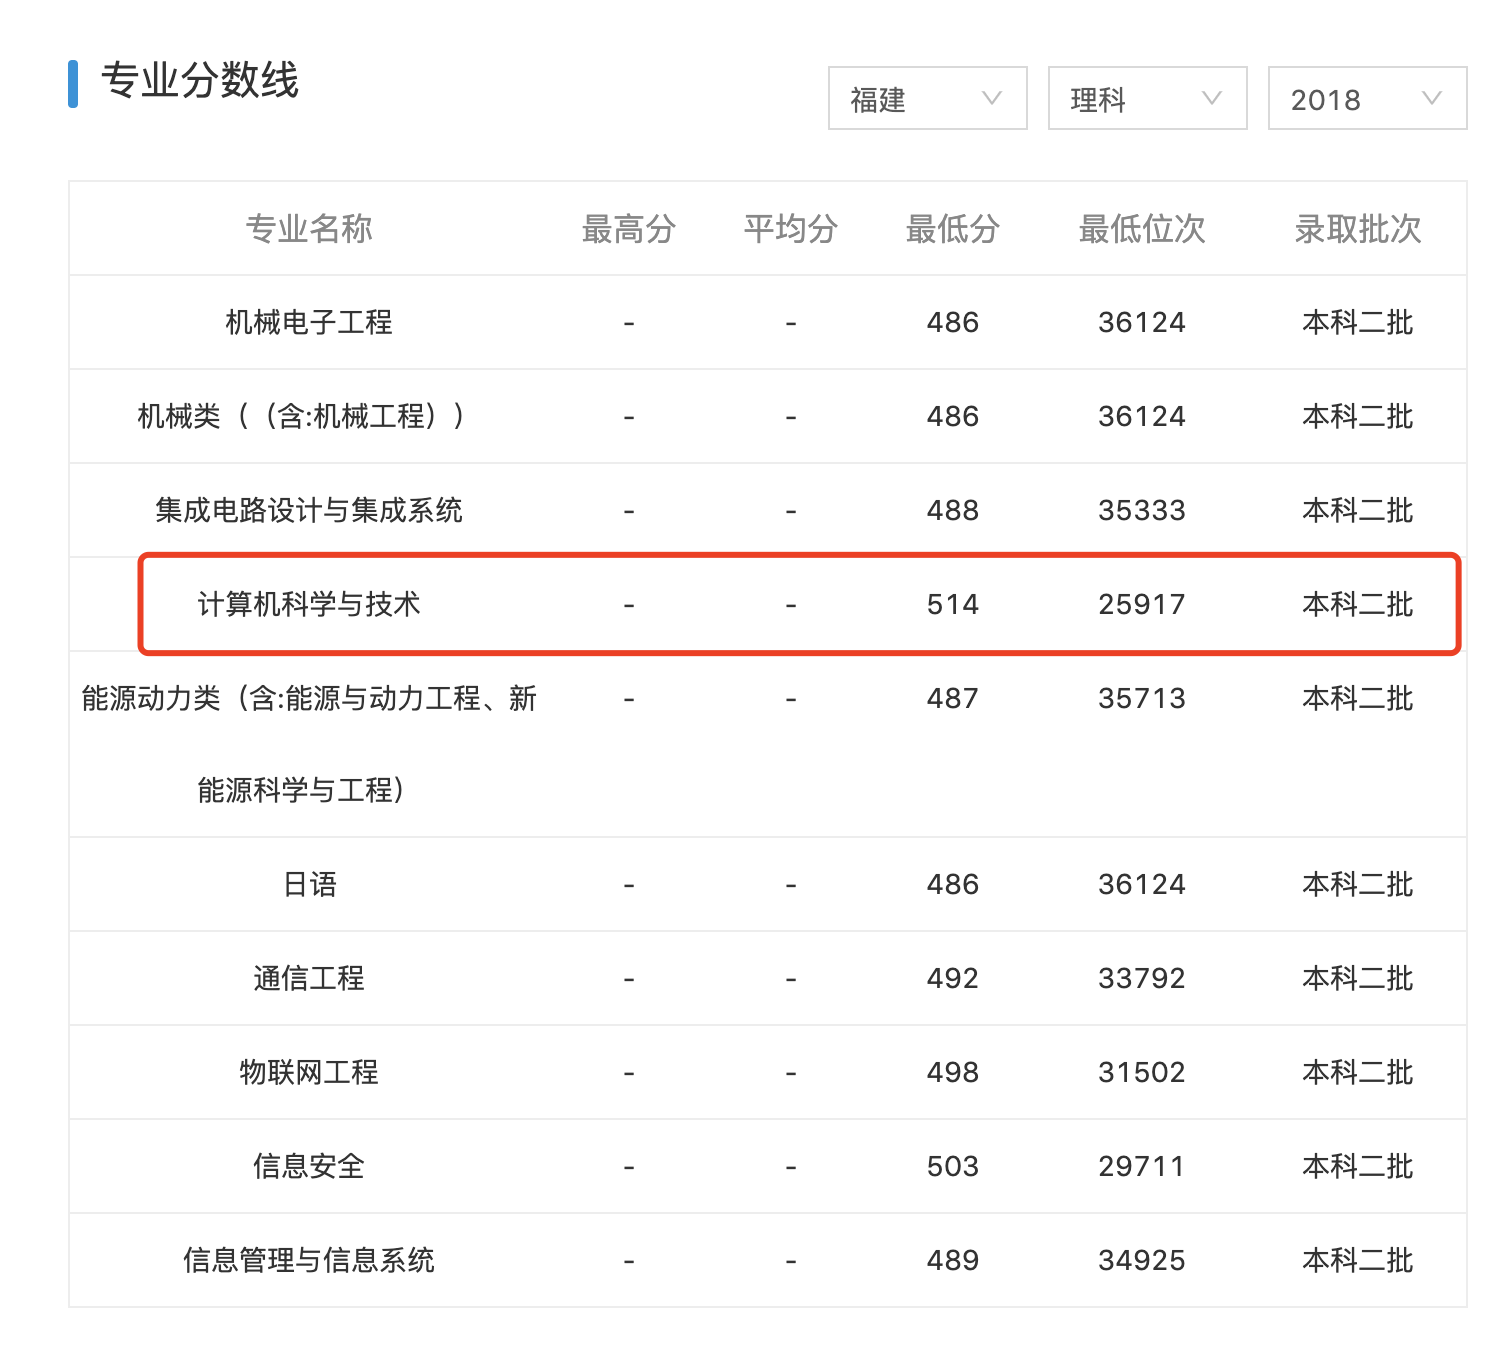 专业分数线
福建 理科 2018
专业名称 最高分 平均分 最低分 最低位次 录取批次
机械电子工程 - - 486 36124 本科二批
机械类（（含:机械工程）） - - 486 36124 本科二批
集成电路设计与集成系统 - - 488 35333 本科二批
计算机科学与技术 - - 514 25917 本科二批
能源动力类（含:能源与动力工程、新 - - 487 35713 本科二批
能源科学与工程）
日语 - - 486 36124 本科二批
通信工程 - - 492 33792 本科二批
物联网工程 - - 498 31502 本科二批
信息安全 - - 503 29711 本科二批
信息管理与信息系统 - - 489 34925 本科二批